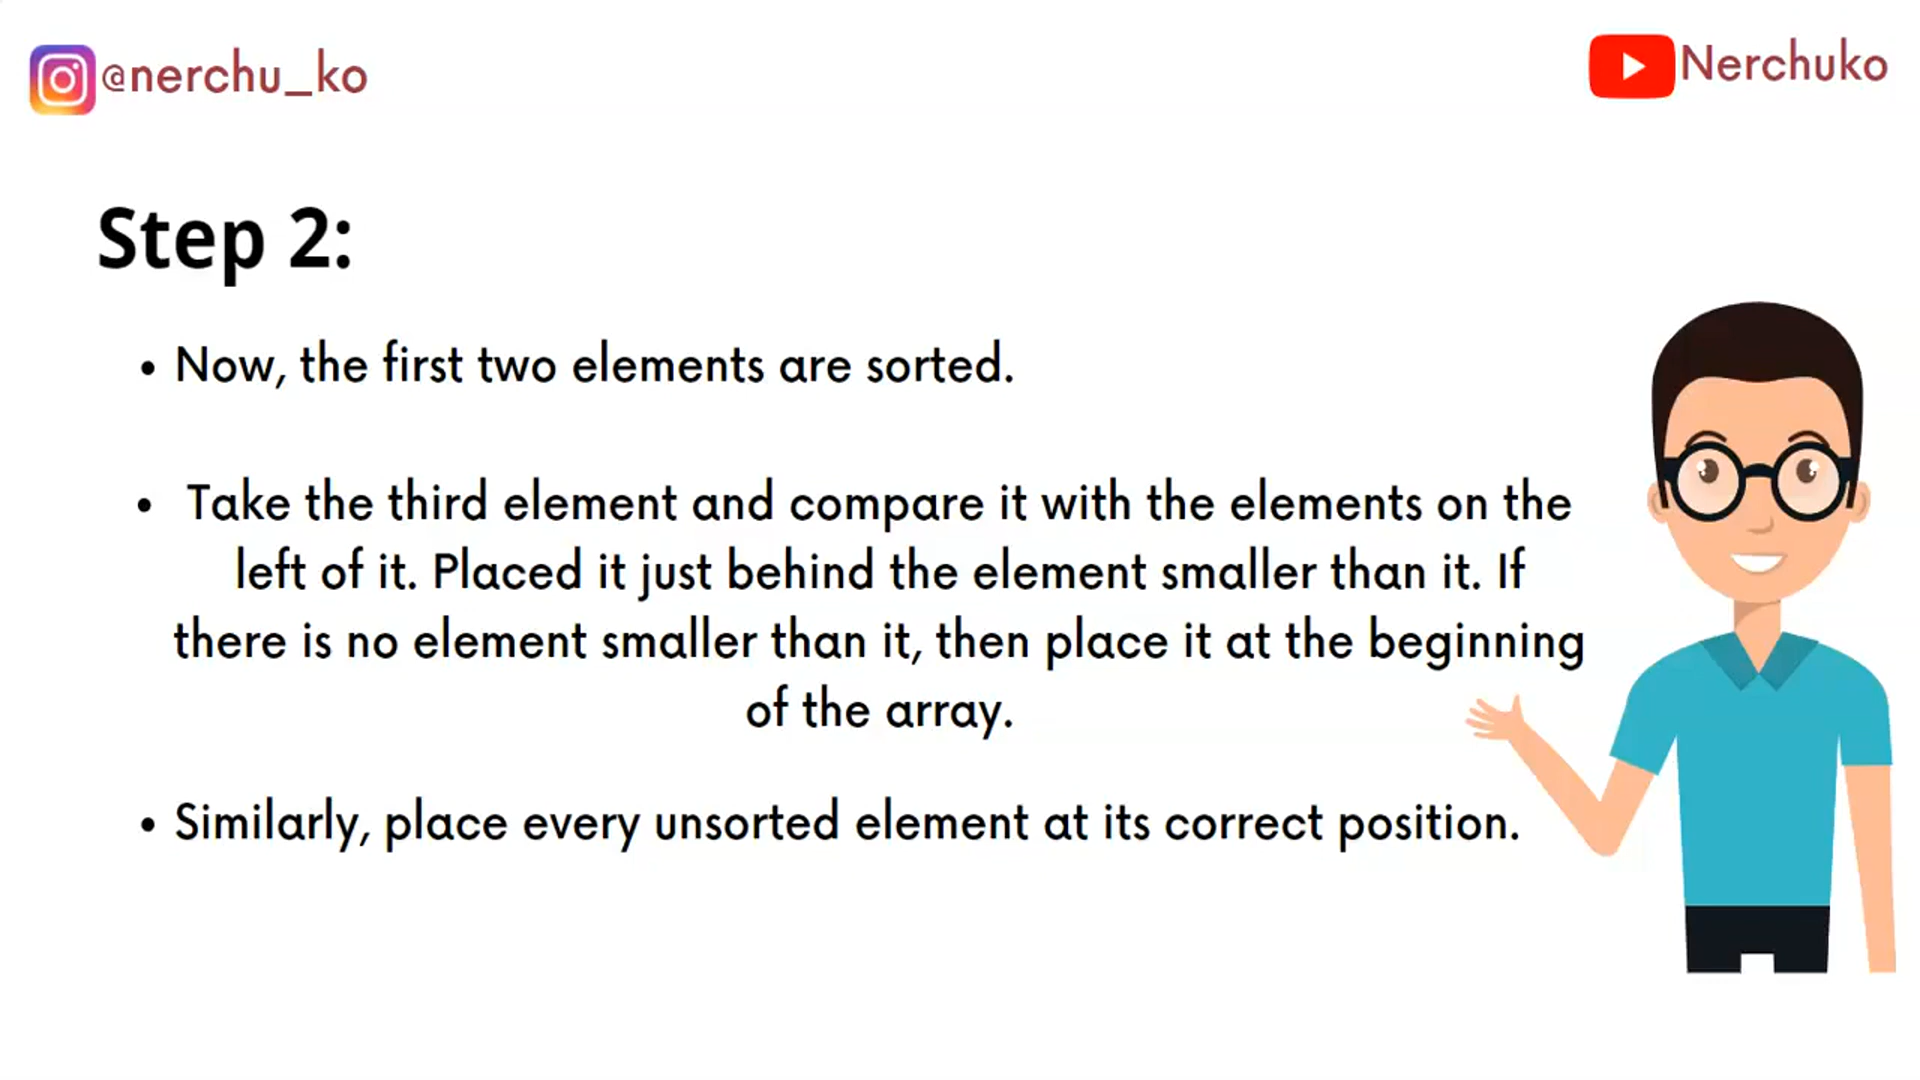 @nerchu_ko
Nerchuko
Step 2:
• Now, the first two elements are sorted.
• Take the third element and compare it with the elements on the
left of it. Placed it just behind the element smaller than it. If
there is no element smaller than it, then place it at the beginning
of the array.
• Similarly, place every unsorted element at its correct position.